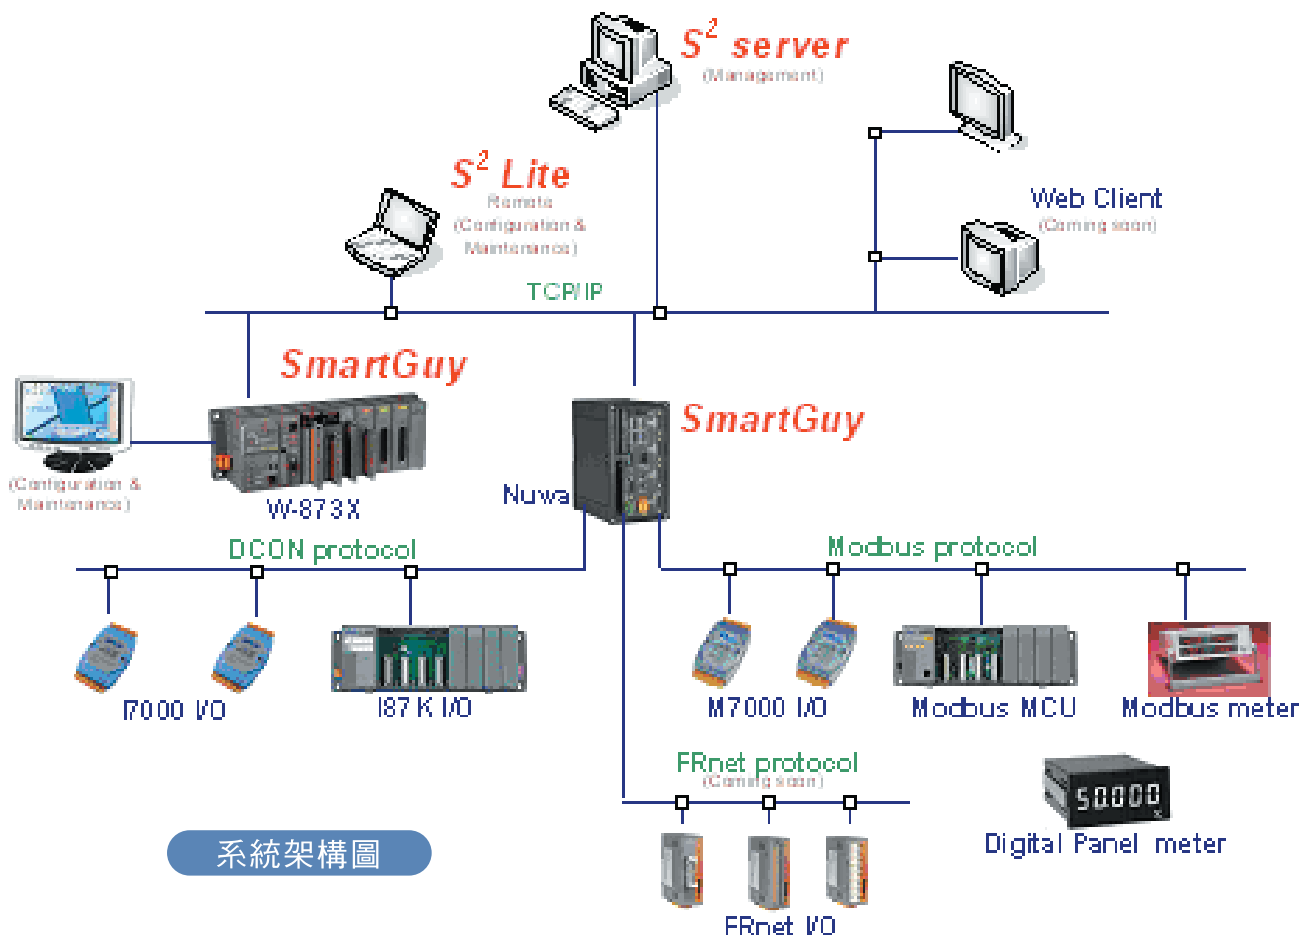 S² server
(Management)
S² Lite
Remote
(Configuration &
Maintenance)
Web Client
(Coming soon)
TCP/IP
SmartGuy
SmartGuy
(Configuration &
Maintenance)
W-873X
Nuwa
DCON protocol
Modbus protocol
I7000 I/O
I87K I/O
M7000 I/O
Modbus MCU
Modbus meter
FRnet protocol
(Coming soon)
50.000
Digital Panel meter
系統架構圖
FRnet I/O